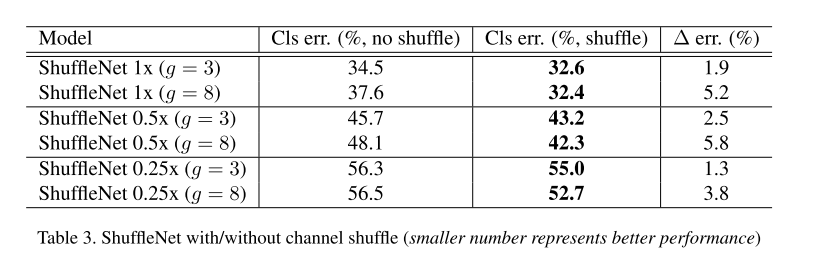 Model Cls err. (%, no shuffle) Cls err. (%, shuffle) Δ err. (%)
ShuffleNet 1x (g = 3) 34.5 32.6 1.9
ShuffleNet 1x (g = 8) 37.6 32.4 5.2
ShuffleNet 0.5x (g = 3) 45.7 43.2 2.5
ShuffleNet 0.5x (g = 8) 48.1 42.3 5.8
ShuffleNet 0.25x (g = 3) 56.3 55.0 1.3
ShuffleNet 0.25x (g = 8) 56.5 52.7 3.8
Table 3. ShuffleNet with/without channel shuffle (smaller number represents better performance)